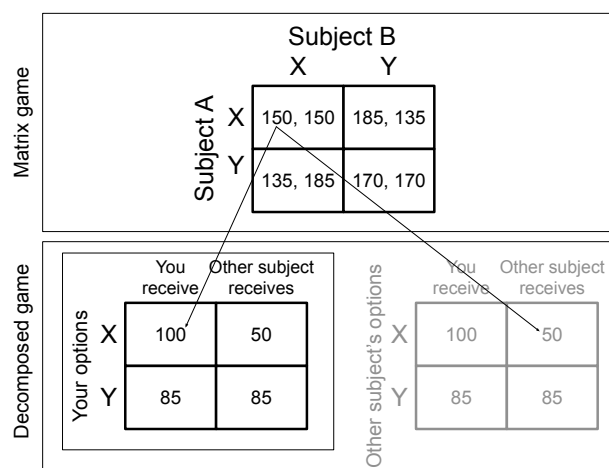 Matrix game
Subject B
X Y
Subject A
X 150, 150 185, 135
Y 135, 185 170, 170
Decomposed game
Your options
You receive
Other subject receives
X 100 50
Y 85 85
Other subject's options
You receive
Other subject receives
X 100 50
Y 85 85